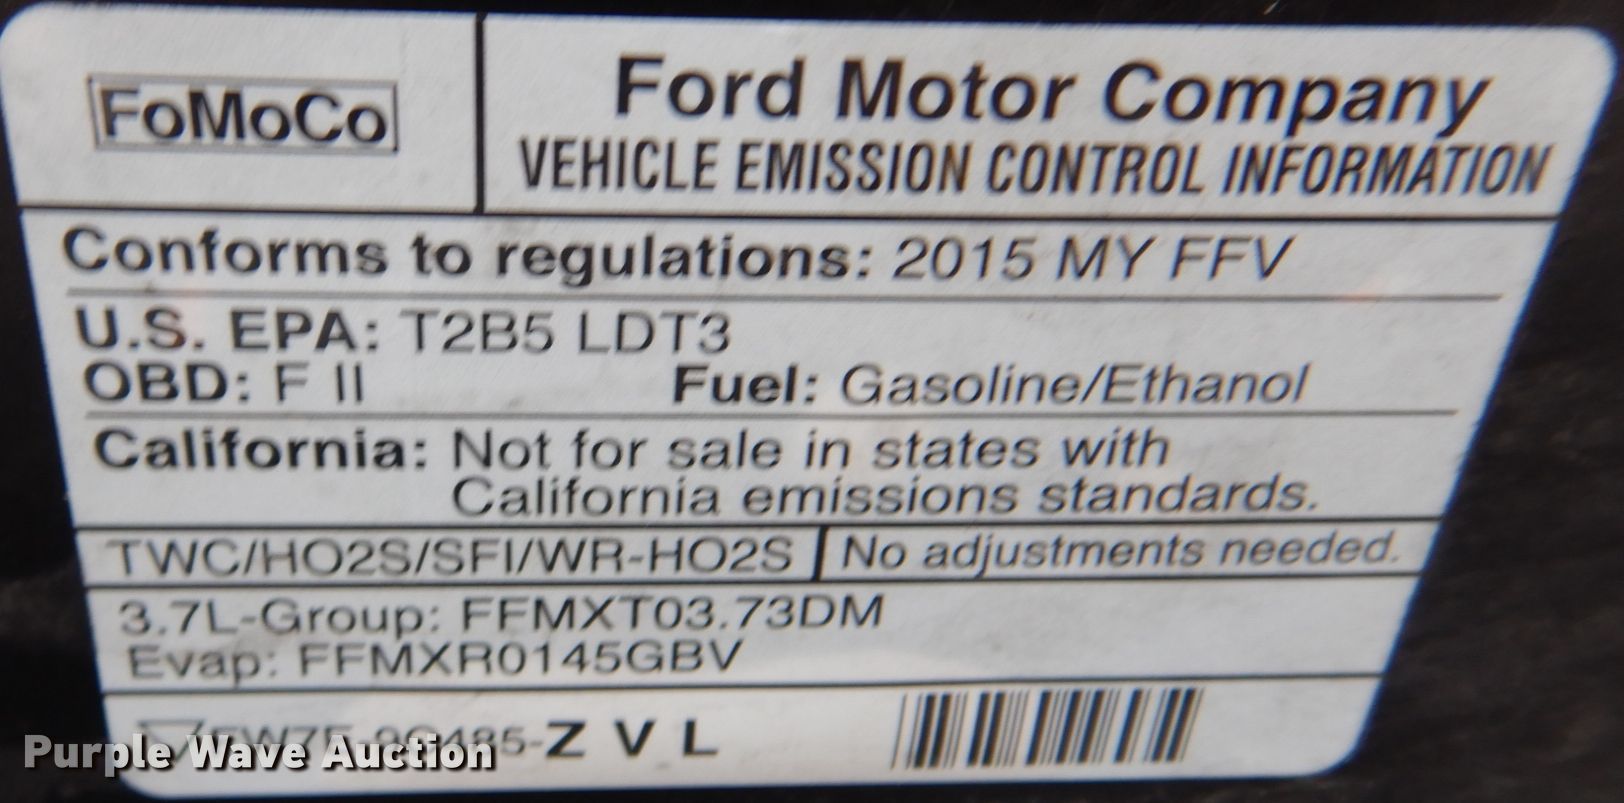 FoMoCo
Ford Motor Company
VEHICLE EMISSION CONTROL INFORMATION
Conforms to regulations: 2015 MY FFV
U.S. EPA: T2B5 LDT3
OBD: F II Fuel: Gasoline/Ethanol
California: Not for sale in states with
California emissions standards.
TWC/HO2S/SFI/WR-HO2S No adjustments needed.
3.7L-Group: FFMXT03.73DM
Evap: FFMXR0145GBV
Z V L
Purple Wave Auction